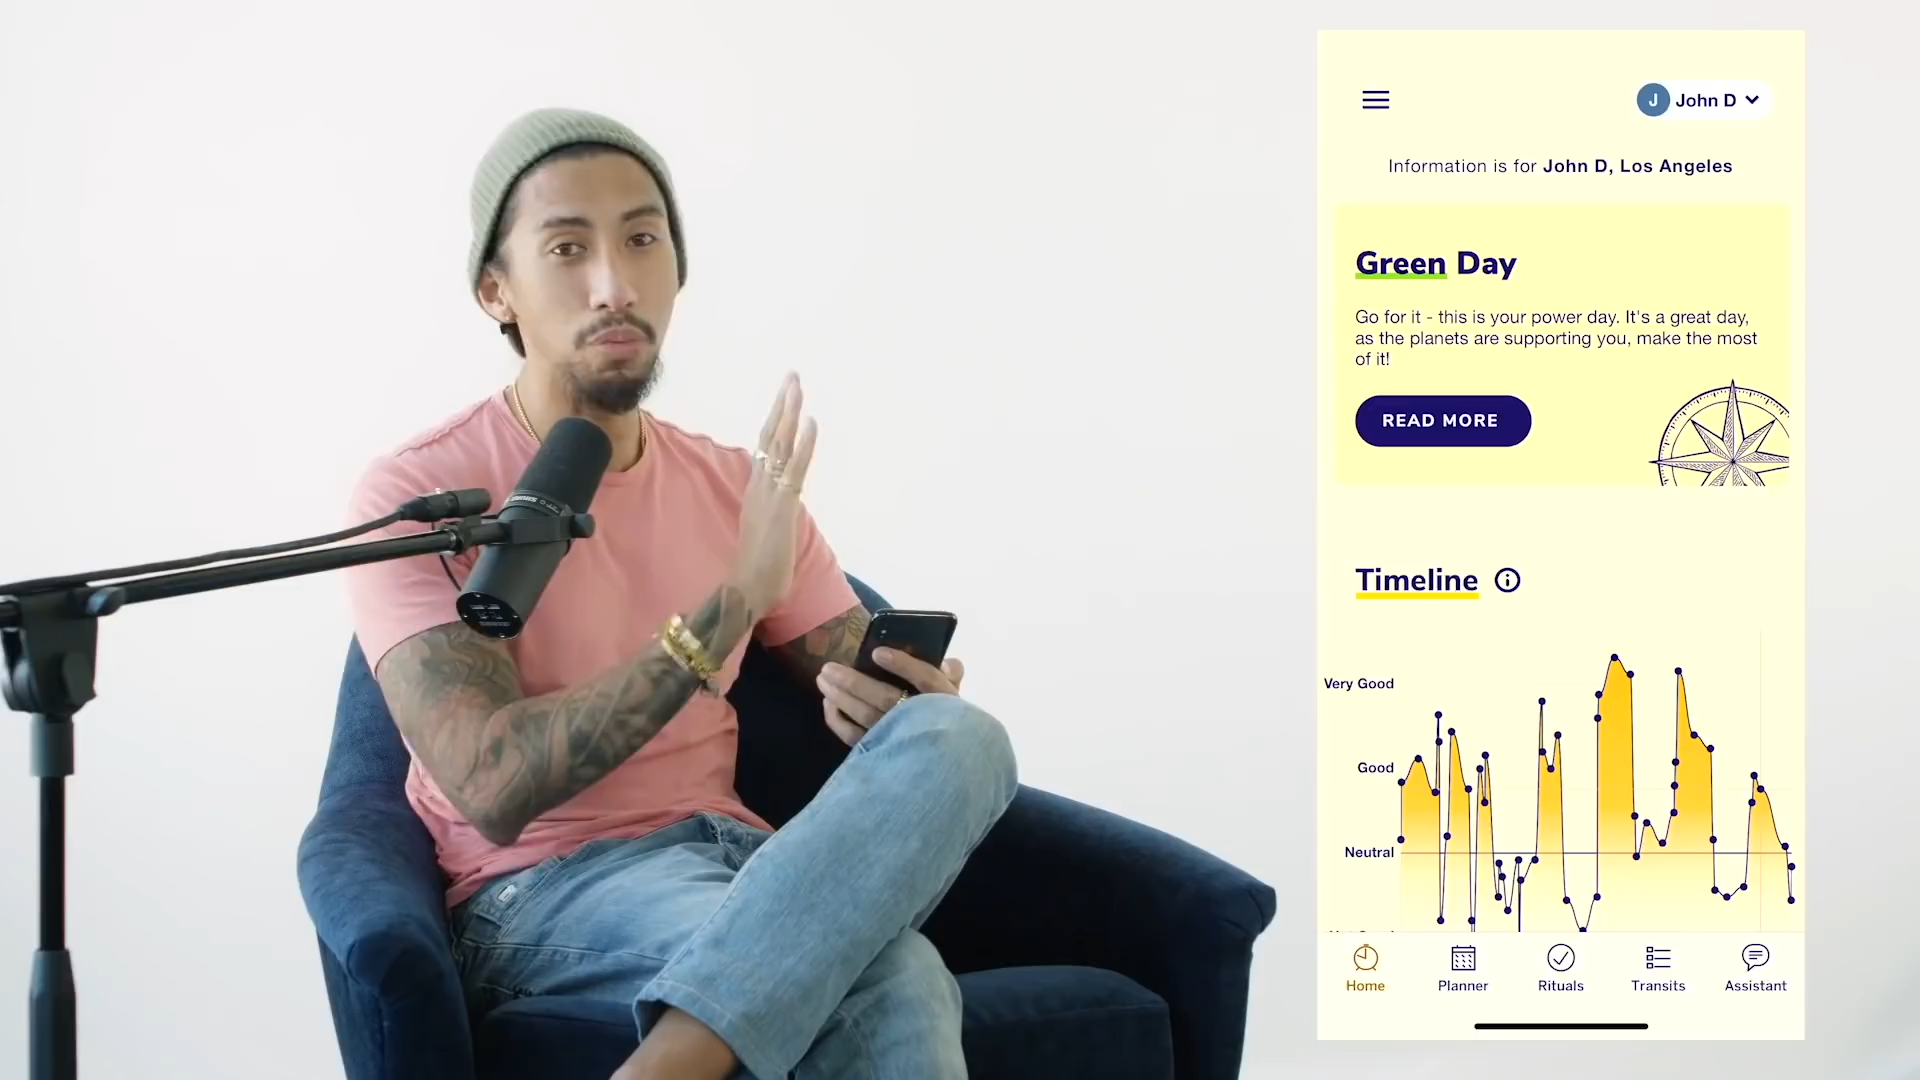 J John D
Information is for John D, Los Angeles
Green Day
Go for it - this is your power day. It's a great day,
as the planets are supporting you, make the most
of it!
READ MORE
Timeline
Very Good
Good
Neutral
Home
Planner
Rituals
Transits
Assistant